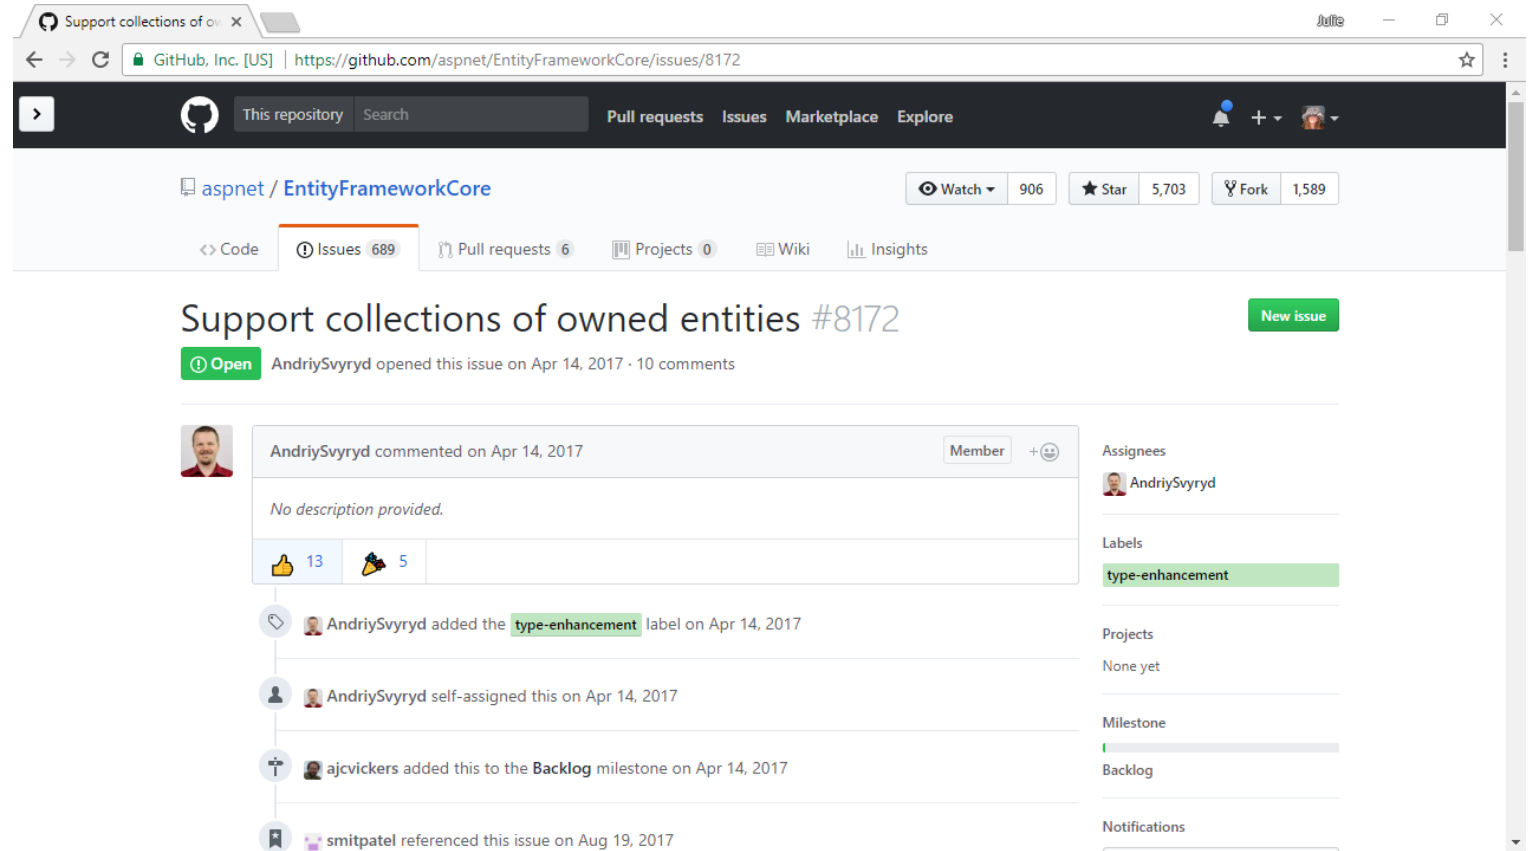 Support collections of ow
Julie
GitHub, Inc. [US] | https://github.com/aspnet/EntityFrameworkCore/issues/8172
This repository Search Pull requests Issues Marketplace Explore
aspnet / EntityFrameworkCore
Watch 906 Star 5,703 Fork 1,589
Code Issues 689 Pull requests 6 Projects 0 Wiki Insights
Support collections of owned entities #8172
New issue
Open AndriySvyryd opened this issue on Apr 14, 2017 · 10 comments
AndriySvyryd commented on Apr 14, 2017 Member +
No description provided.
13 5
AndriySvyryd added the type-enhancement label on Apr 14, 2017
AndriySvyryd self-assigned this on Apr 14, 2017
ajcvickers added this to the Backlog milestone on Apr 14, 2017
smitpatel referenced this issue on Aug 19, 2017
Assignees
AndriySvyryd
Labels
type-enhancement
Projects
None yet
Milestone
Backlog
Notifications